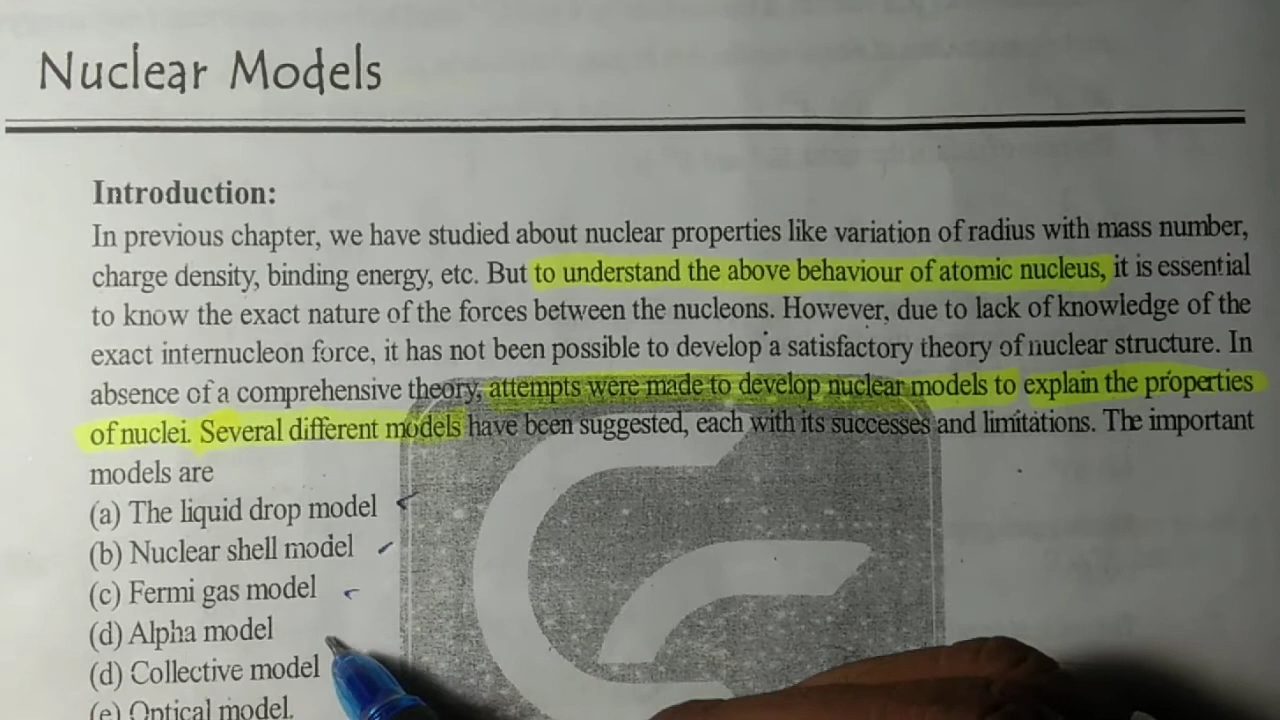 Nuclear Models
Introduction:
In previous chapter, we have studied about nuclear properties like variation of radius with mass number,
charge density, binding energy, etc. But to understand the above behaviour of atomic nucleus, it is essential
to know the exact nature of the forces between the nucleons. However, due to lack of knowledge of the
exact internucleon force, it has not been possible to develop a satisfactory theory of nuclear structure. In
absence of a comprehensive theory, attempts were made to develop nuclear models to explain the properties
of nuclei. Several different models have been suggested, each with its successes and limitations. The important
models are
(a) The liquid drop model
(b) Nuclear shell model
(c) Fermi gas model
(d) Alpha model
(d) Collective model
(e) Optical model.